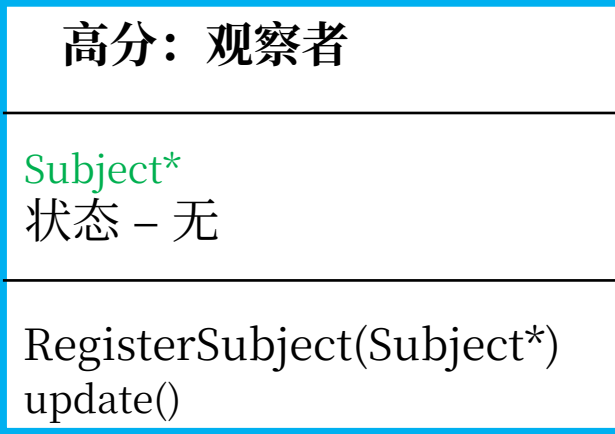 高分：观察者
Subject*
状态 – 无
RegisterSubject(Subject*)
update()